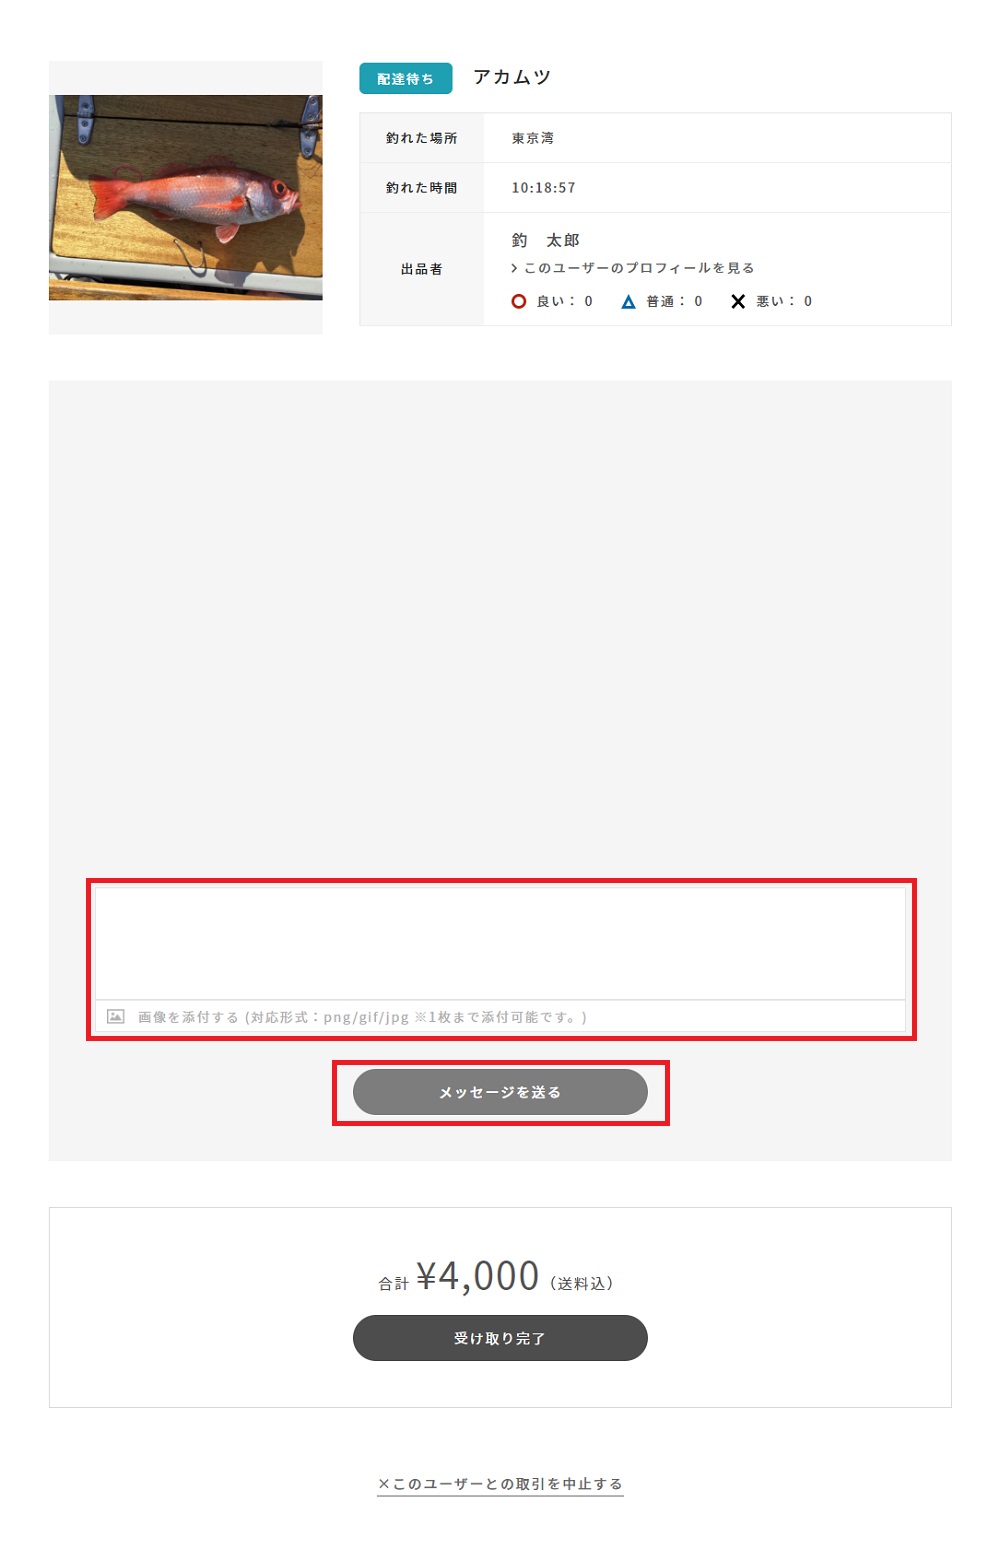 配達待ち アカムツ
釣れた場所 東京湾
釣れた時間 10:18:57
出品者
釣　太郎
このユーザーのプロフィールを見る
良い： 0 普通： 0 悪い： 0
画像を添付する (対応形式：png/gif/jpg ※1枚まで添付可能です。)
メッセージを送る
合計 ¥4,000（送料込）
受け取り完了
×このユーザーとの取引を中止する